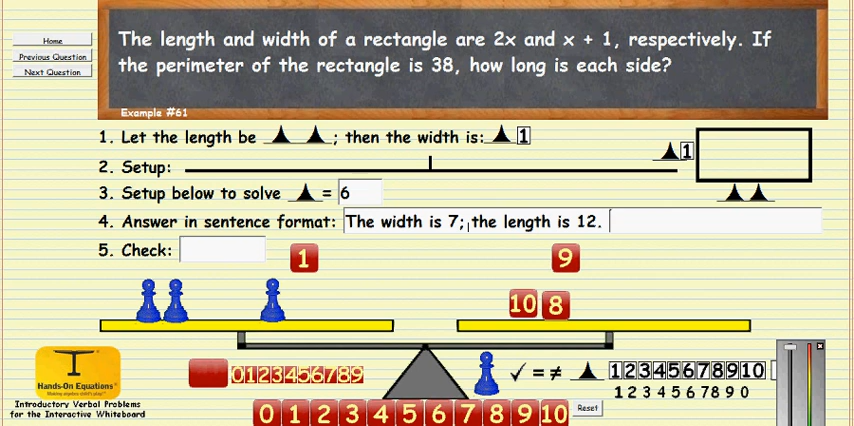 Home
Previous Question
Next Question
The length and width of a rectangle are 2x and x + 1, respectively. If
the perimeter of the rectangle is 38, how long is each side?
Example #61
1. Let the length be ; then the width is: 1
2. Setup:
1
3. Setup below to solve = 6
4. Answer in sentence format: The width is 7; the length is 12.
5. Check:
1
9
10 8
Hands-On Equations®
Introductory Verbal Problems
for the Interactive Whiteboard
0123456789
✓ = ≠ 12345678910
1234567890
0 1 2 3 4 5 6 7 8 9 10
Reset